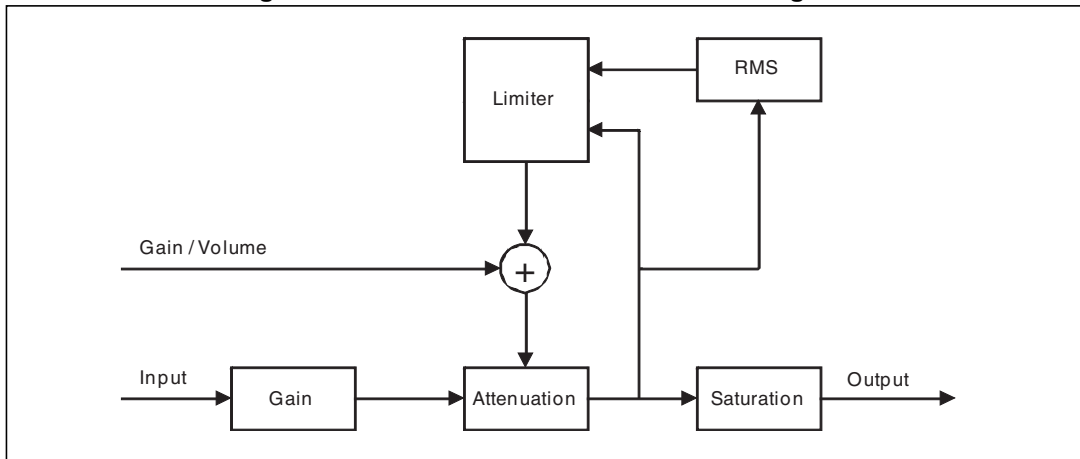 Limiter
RMS
Gain / Volume
+
Input
Gain
Attenuation
Saturation
Output